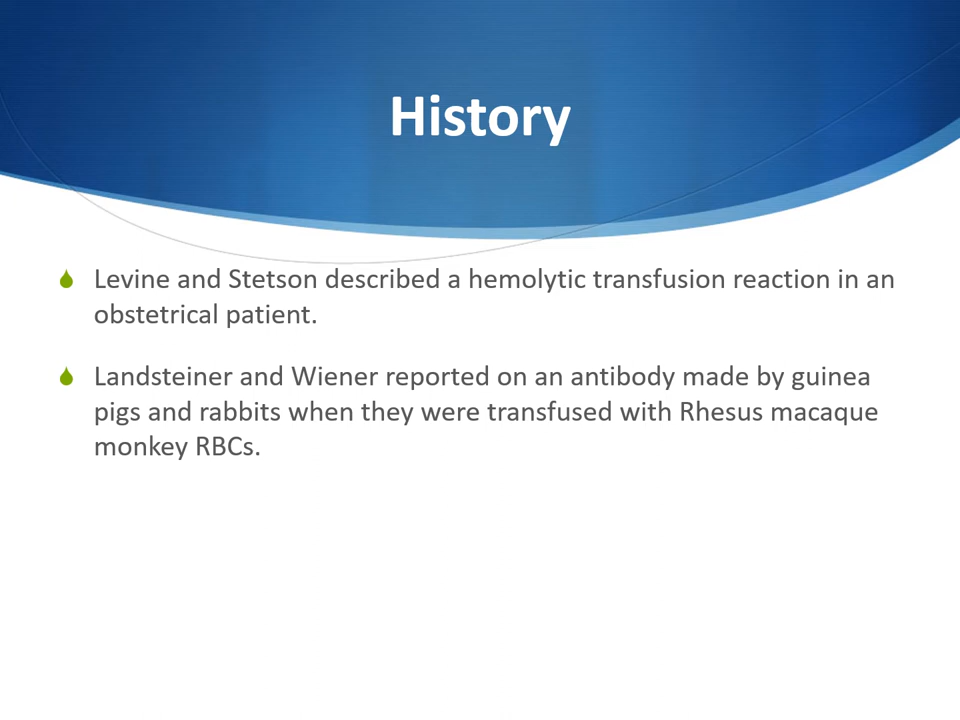 History
Levine and Stetson described a hemolytic transfusion reaction in an
obstetrical patient.
Landsteiner and Wiener reported on an antibody made by guinea
pigs and rabbits when they were transfused with Rhesus macaque
monkey RBCs.